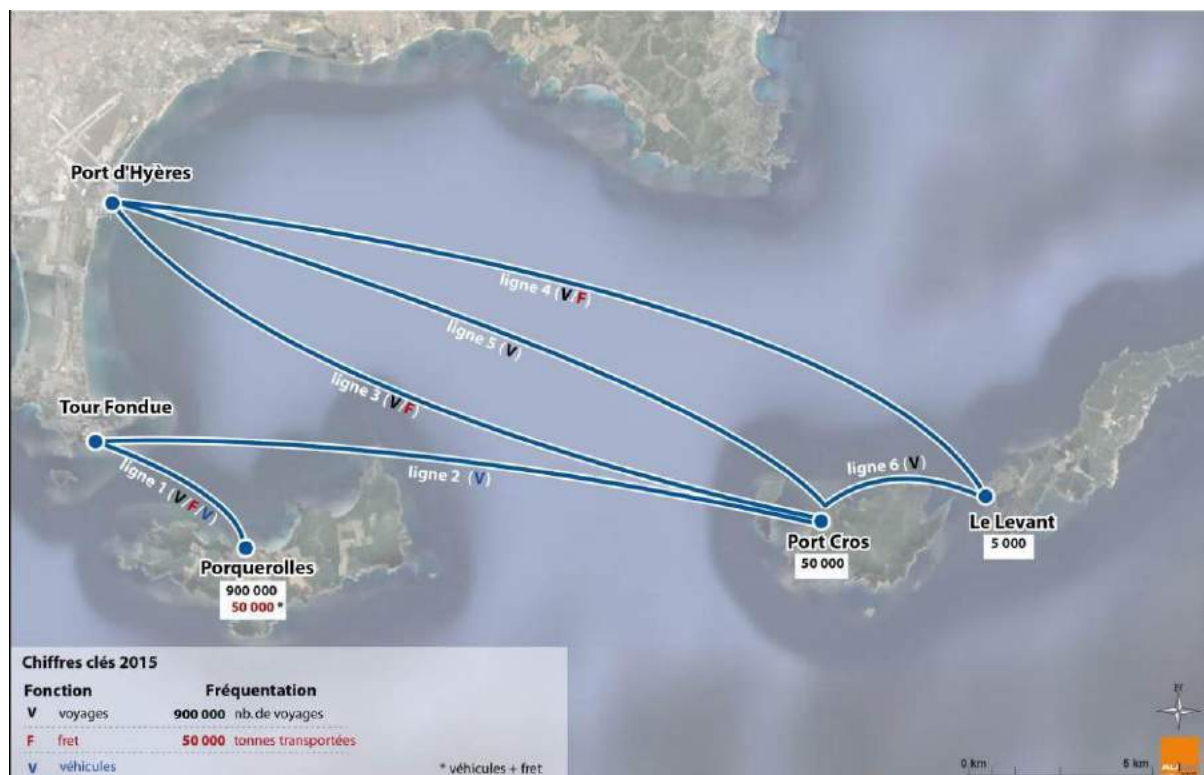 Port d'Hyères
ligne 4 (V/F)
ligne 5 (V)
ligne 3 (V/F)
Tour Fondue
ligne 2 (V)
ligne 1 (V/F/V)
ligne 6 (V)
Le Levant
5 000
Port Cros
50 000
Porquerolles
900 000
50 000 *
Chiffres clés 2015
Fonction Fréquentation
V voyages 900 000 nb. de voyages
F fret 50 000 tonnes transportées
V véhicules * véhicules + fret
N
0 km 5 km